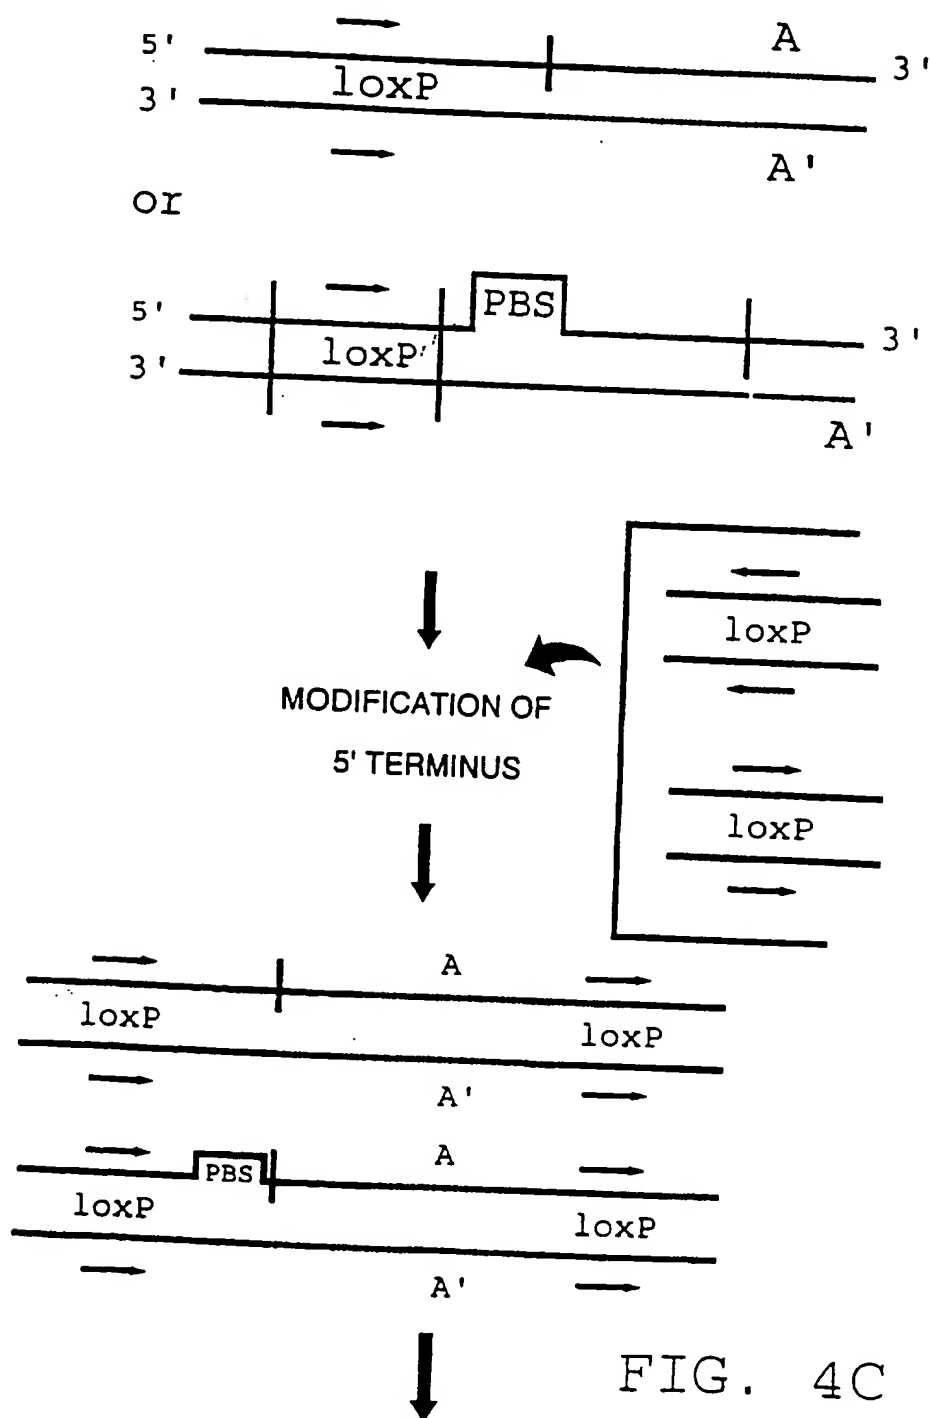 A
5' 3'
loxP
3'
A'
or
PBS
5' 3'
loxP
3'
A'
loxP
MODIFICATION OF
5' TERMINUS
loxP
A
loxP loxP
A'
PBS A
loxP loxP
A'
FIG. 4C